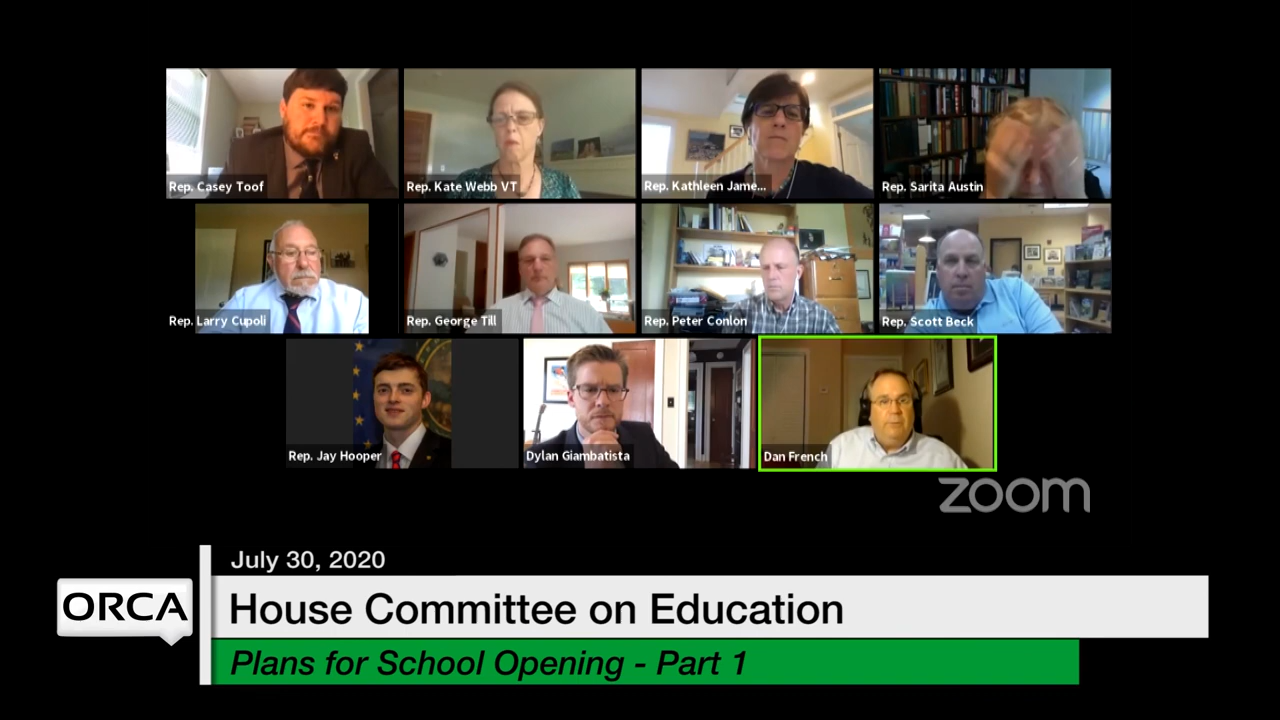 Rep. Casey Toof
Rep. Kate Webb VT
Rep. Kathleen Jame...
Rep. Sarita Austin
Rep. Larry Cupoli
Rep. George Till
Rep. Peter Conlon
Rep. Scott Beck
Rep. Jay Hooper
Dylan Giambatista
Dan French
zoom
July 30, 2020
ORCA
House Committee on Education
Plans for School Opening - Part 1